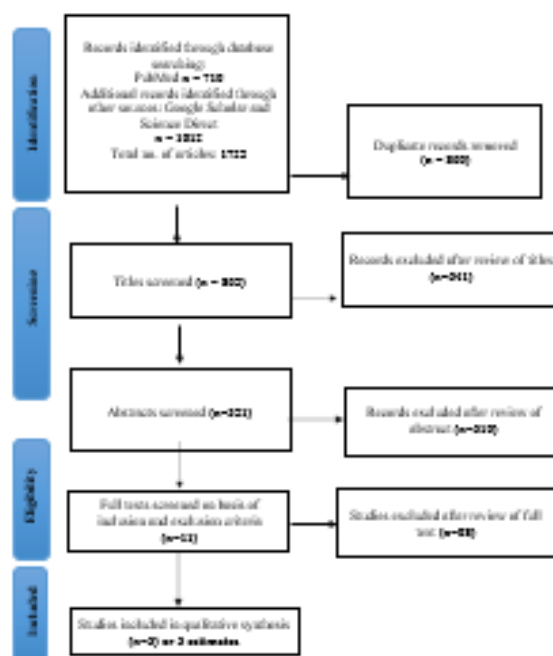 Identification
Records identified through database
searching:
PubMed n = 710
Additional records identified through
other sources: Google Scholar and
Science Direct
n = 1012
Total no. of articles: 1722
Duplicate records removed
Screening
Titles screened
Records excluded after review of titles
Abstracts screened
Records excluded after review of
abstract
Eligibility
Full texts screened on basis of
inclusion and exclusion criteria
(n=11)
Studies excluded after review of full
text
Included
Studies included in qualitative synthesis
estimates